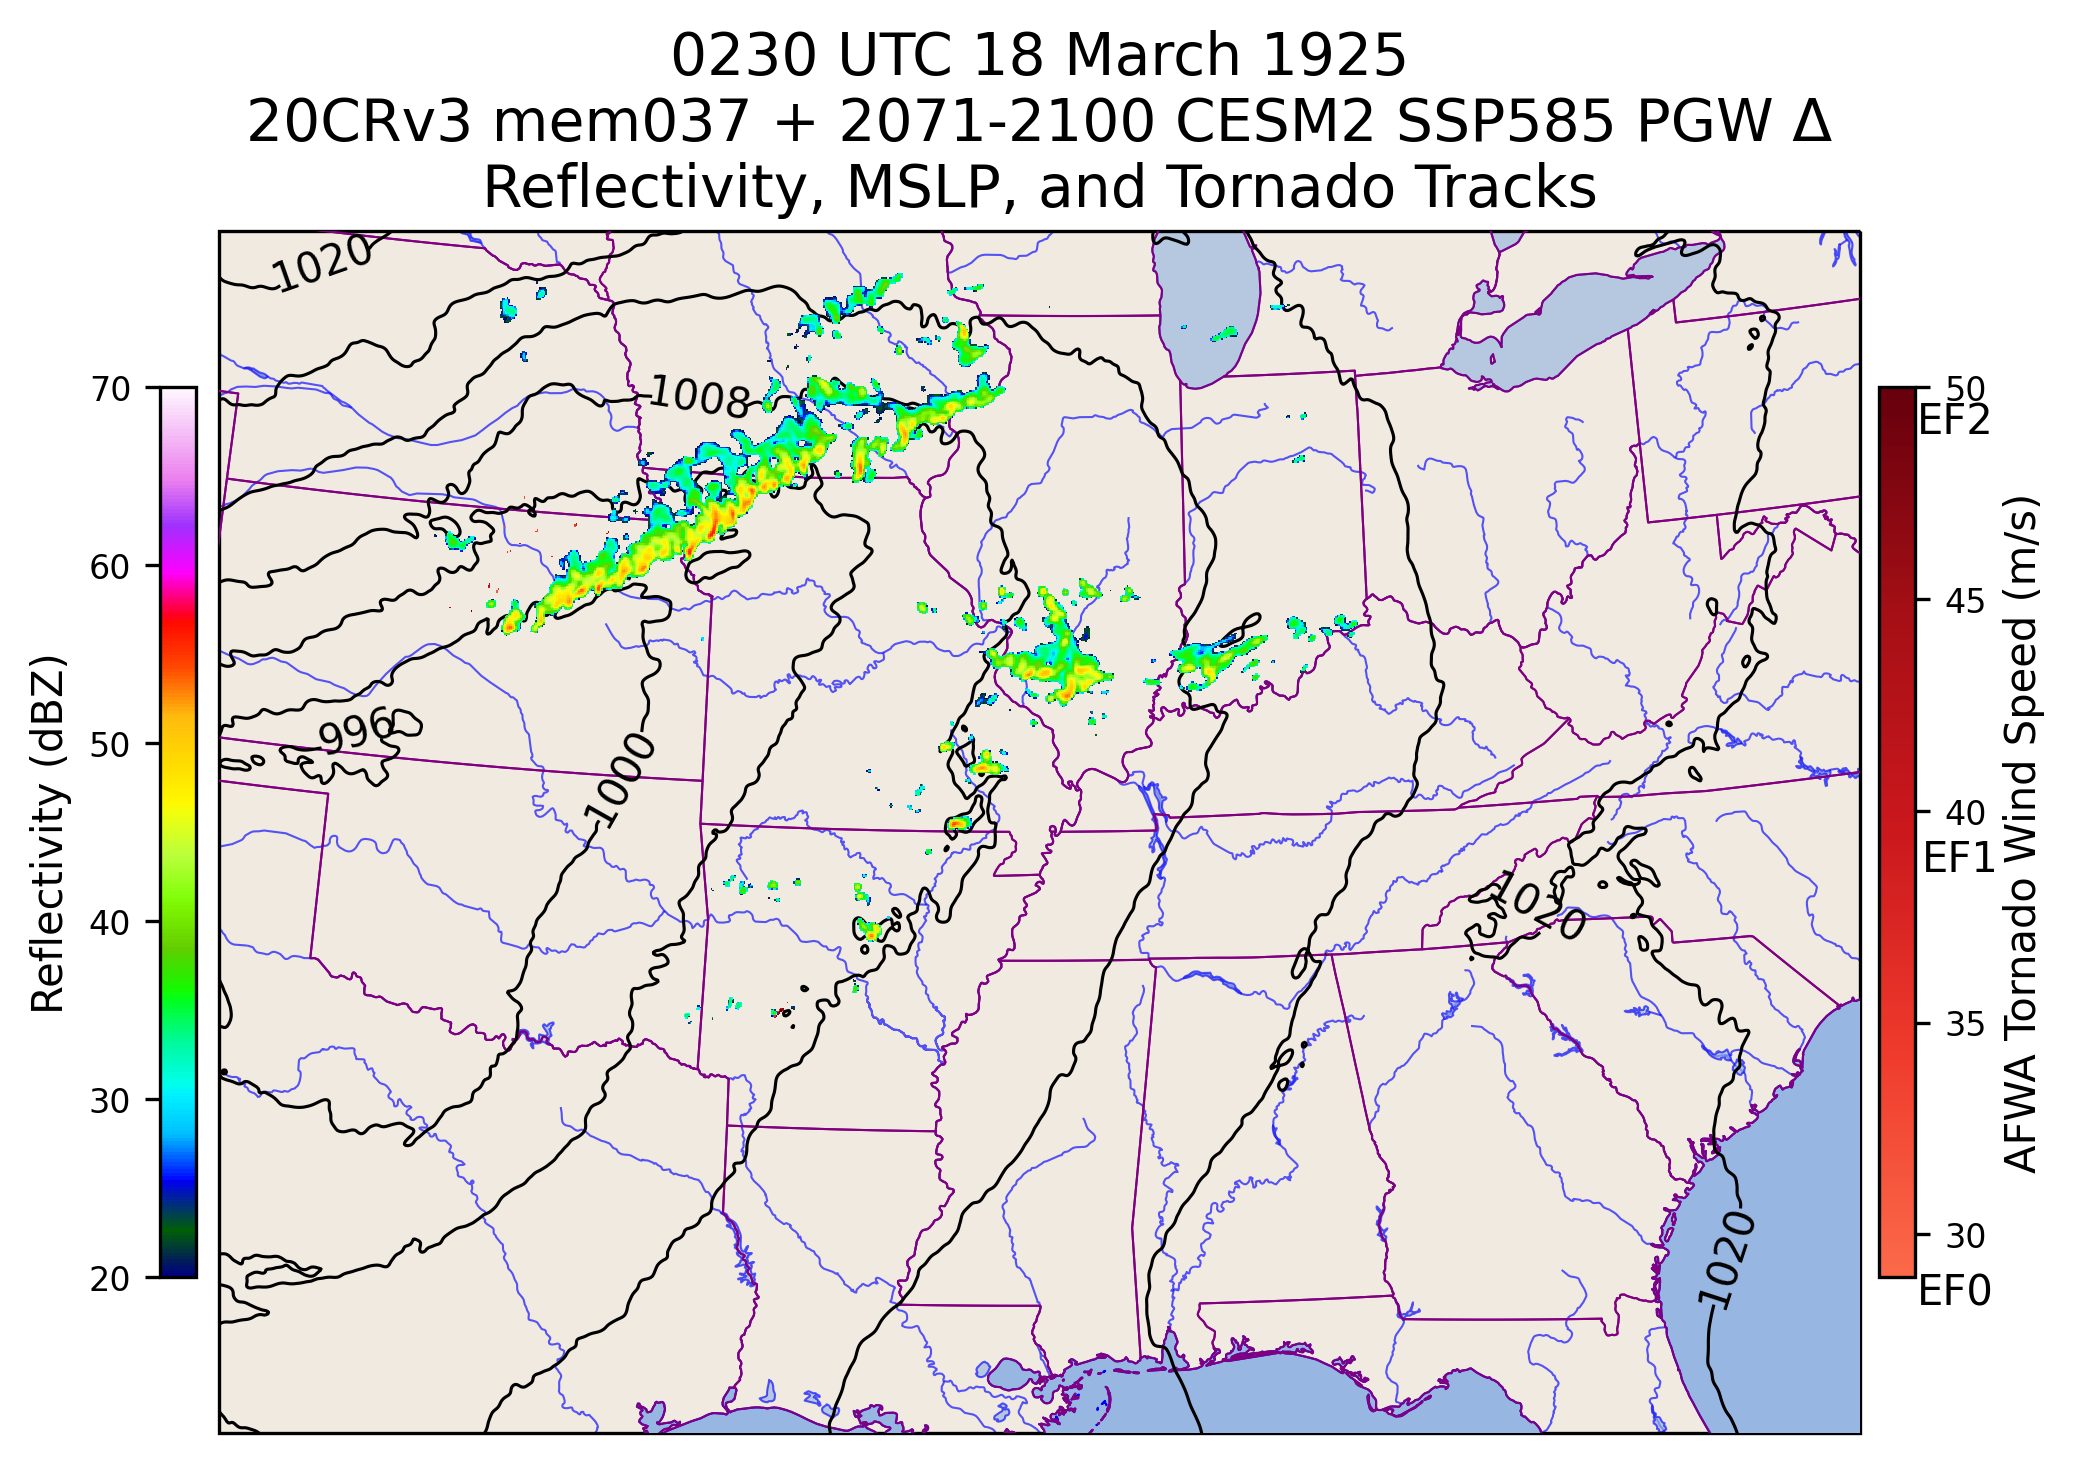 0230 UTC 18 March 1925
20CRv3 mem037 + 2071-2100 CESM2 SSP585 PGW Δ
Reflectivity, MSLP, and Tornado Tracks
1020
1008
996
1000
1020
1020
70
60
50
40
30
20
Reflectivity (dBZ)
50
EF2
45
40
EF1
35
30
EF0
AFWA Tornado Wind Speed (m/s)